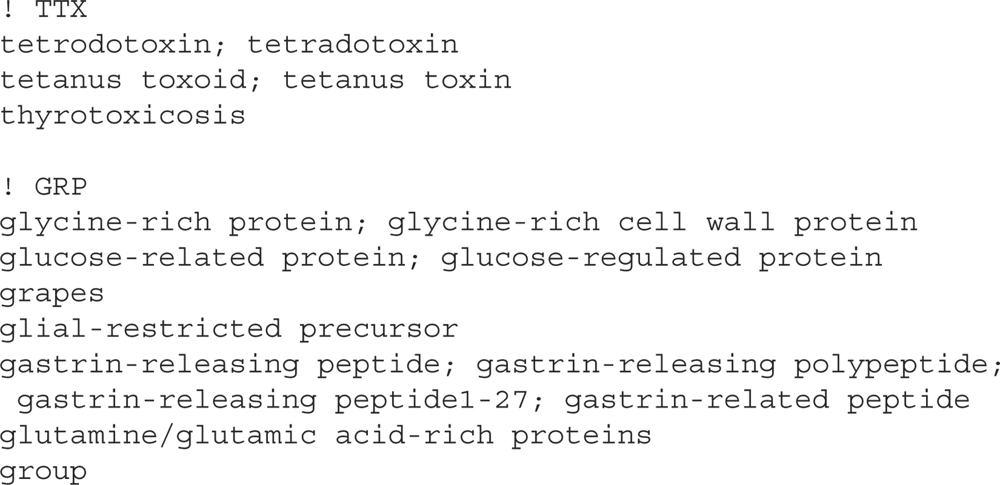 ! TTX
tetrodotoxin; tetradotoxin
tetanus toxoid; tetanus toxin
thyrotoxicosis
! GRP
glycine-rich protein; glycine-rich cell wall protein
glucose-related protein; glucose-regulated protein
grapes
glial-restricted precursor
gastrin-releasing peptide; gastrin-releasing polypeptide;
gastrin-releasing peptide1-27; gastrin-related peptide
glutamine/glutamic acid-rich proteins
group